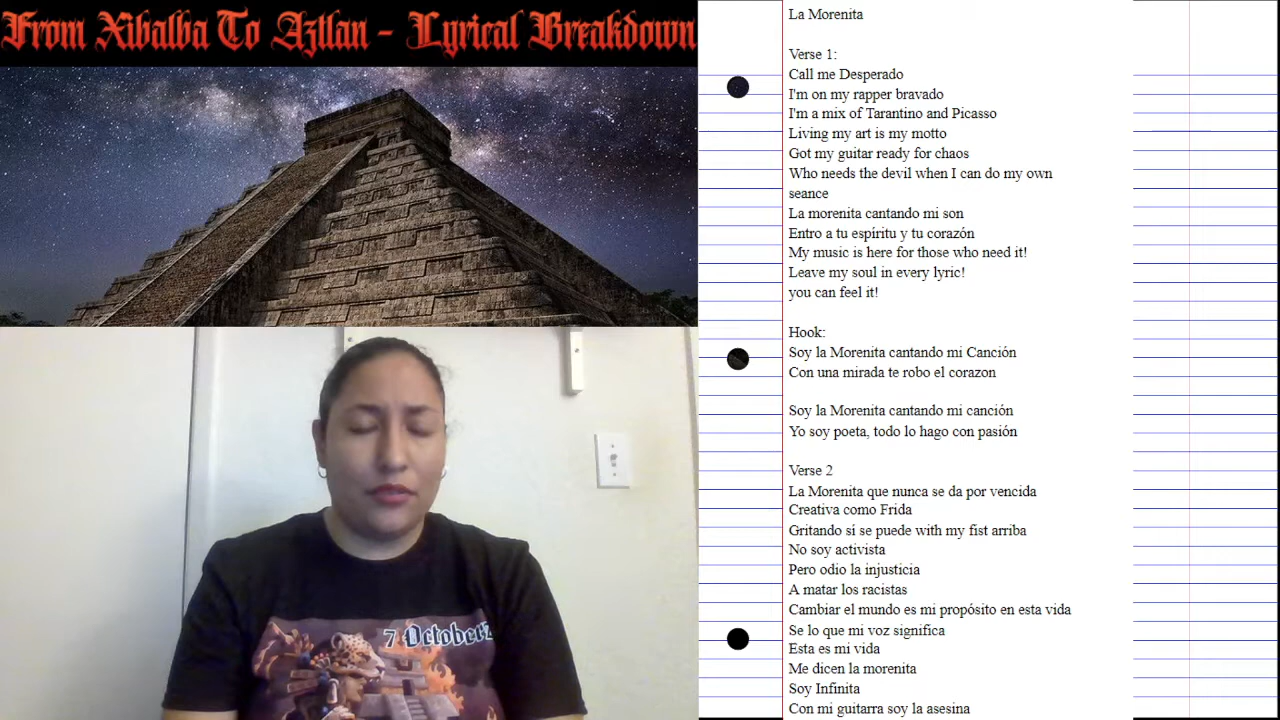 From Xibalba To Aztlan - Lyrical Breakdown
La Morenita
Verse 1:
Call me Desperado
I'm on my rapper bravado
I'm a mix of Tarantino and Picasso
Living my art is my motto
Got my guitar ready for chaos
Who needs the devil when I can do my own
seance
La morenita cantando mi son
Entro a tu espíritu y tu corazón
My music is here for those who need it!
Leave my soul in every lyric!
you can feel it!
Hook:
Soy la Morenita cantando mi Canción
Con una mirada te robo el corazon
Soy la Morenita cantando mi canción
Yo soy poeta, todo lo hago con pasión
Verse 2
La Morenita que nunca se da por vencida
Creativa como Frida
Gritando sí se puede with my fist arriba
No soy activista
Pero odio la injusticia
A matar los racistas
Cambiar el mundo es mi propósito en esta vida
Se lo que mi voz significa
Esta es mi vida
Me dicen la morenita
Soy Infinita
Con mi guitarra soy la asesina
7 October